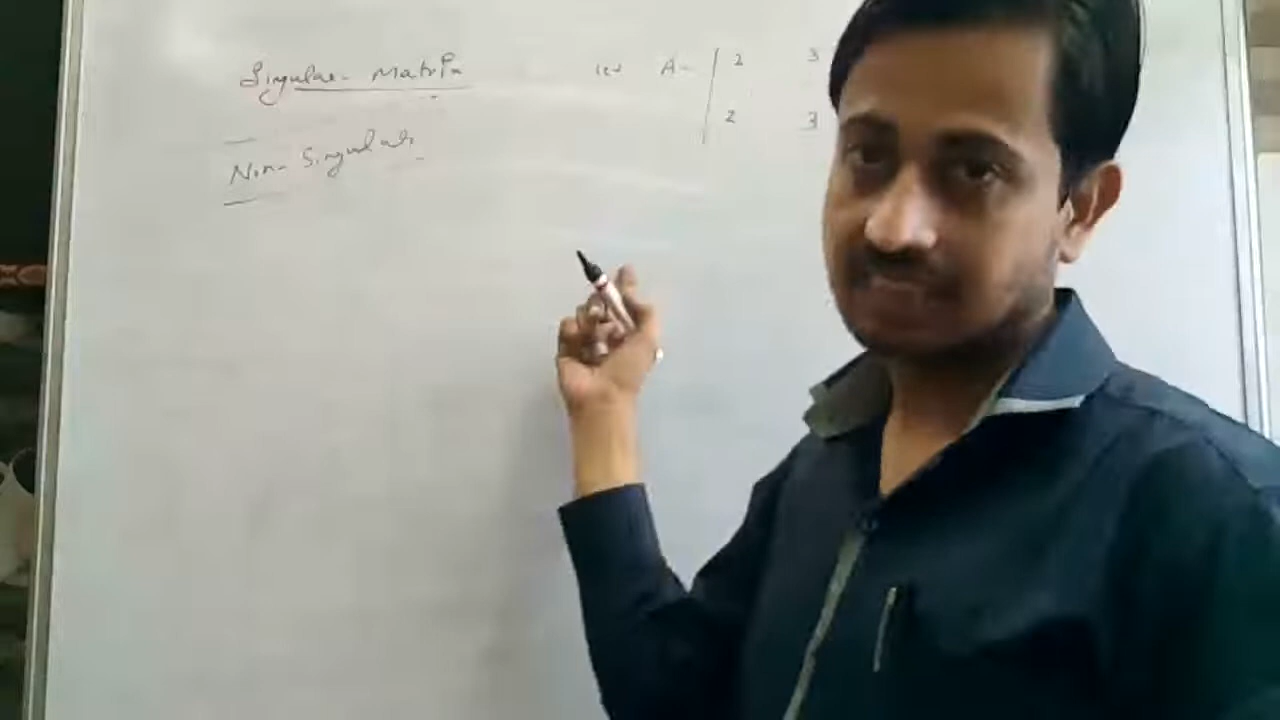 Singular Matrix
Non-Singular
let A= | 2 3
2 3